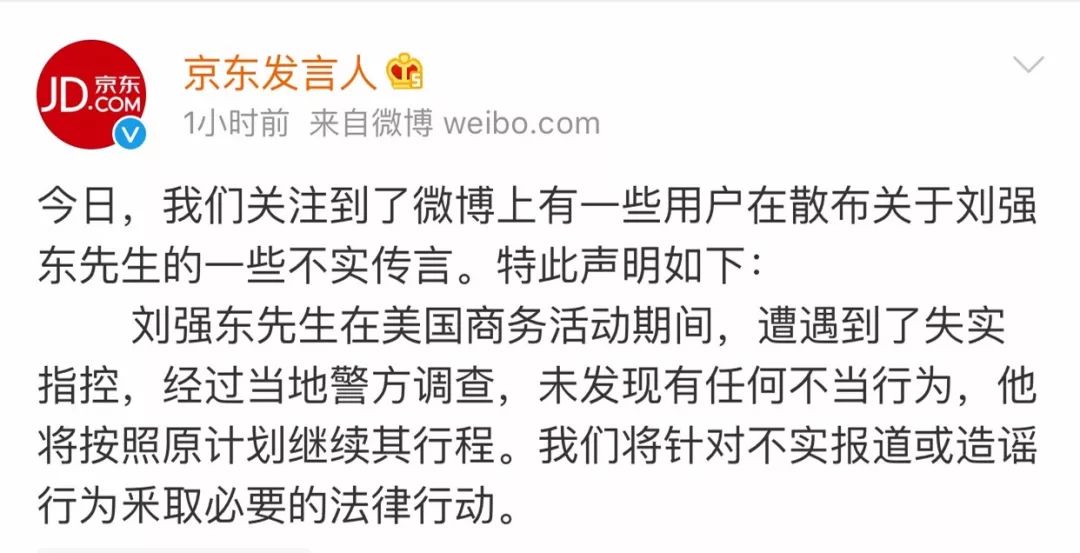 JD 京东
.COM
京东发言人
1小时前 来自微博 weibo.com
今日，我们关注到了微博上有一些用户在散布关于刘强
东先生的一些不实传言。特此声明如下：
刘强东先生在美国商务活动期间，遭遇到了失实
指控，经过当地警方调查，未发现有任何不当行为，他
将按照原计划继续其行程。我们将针对不实报道或造谣
行为采取必要的法律行动。